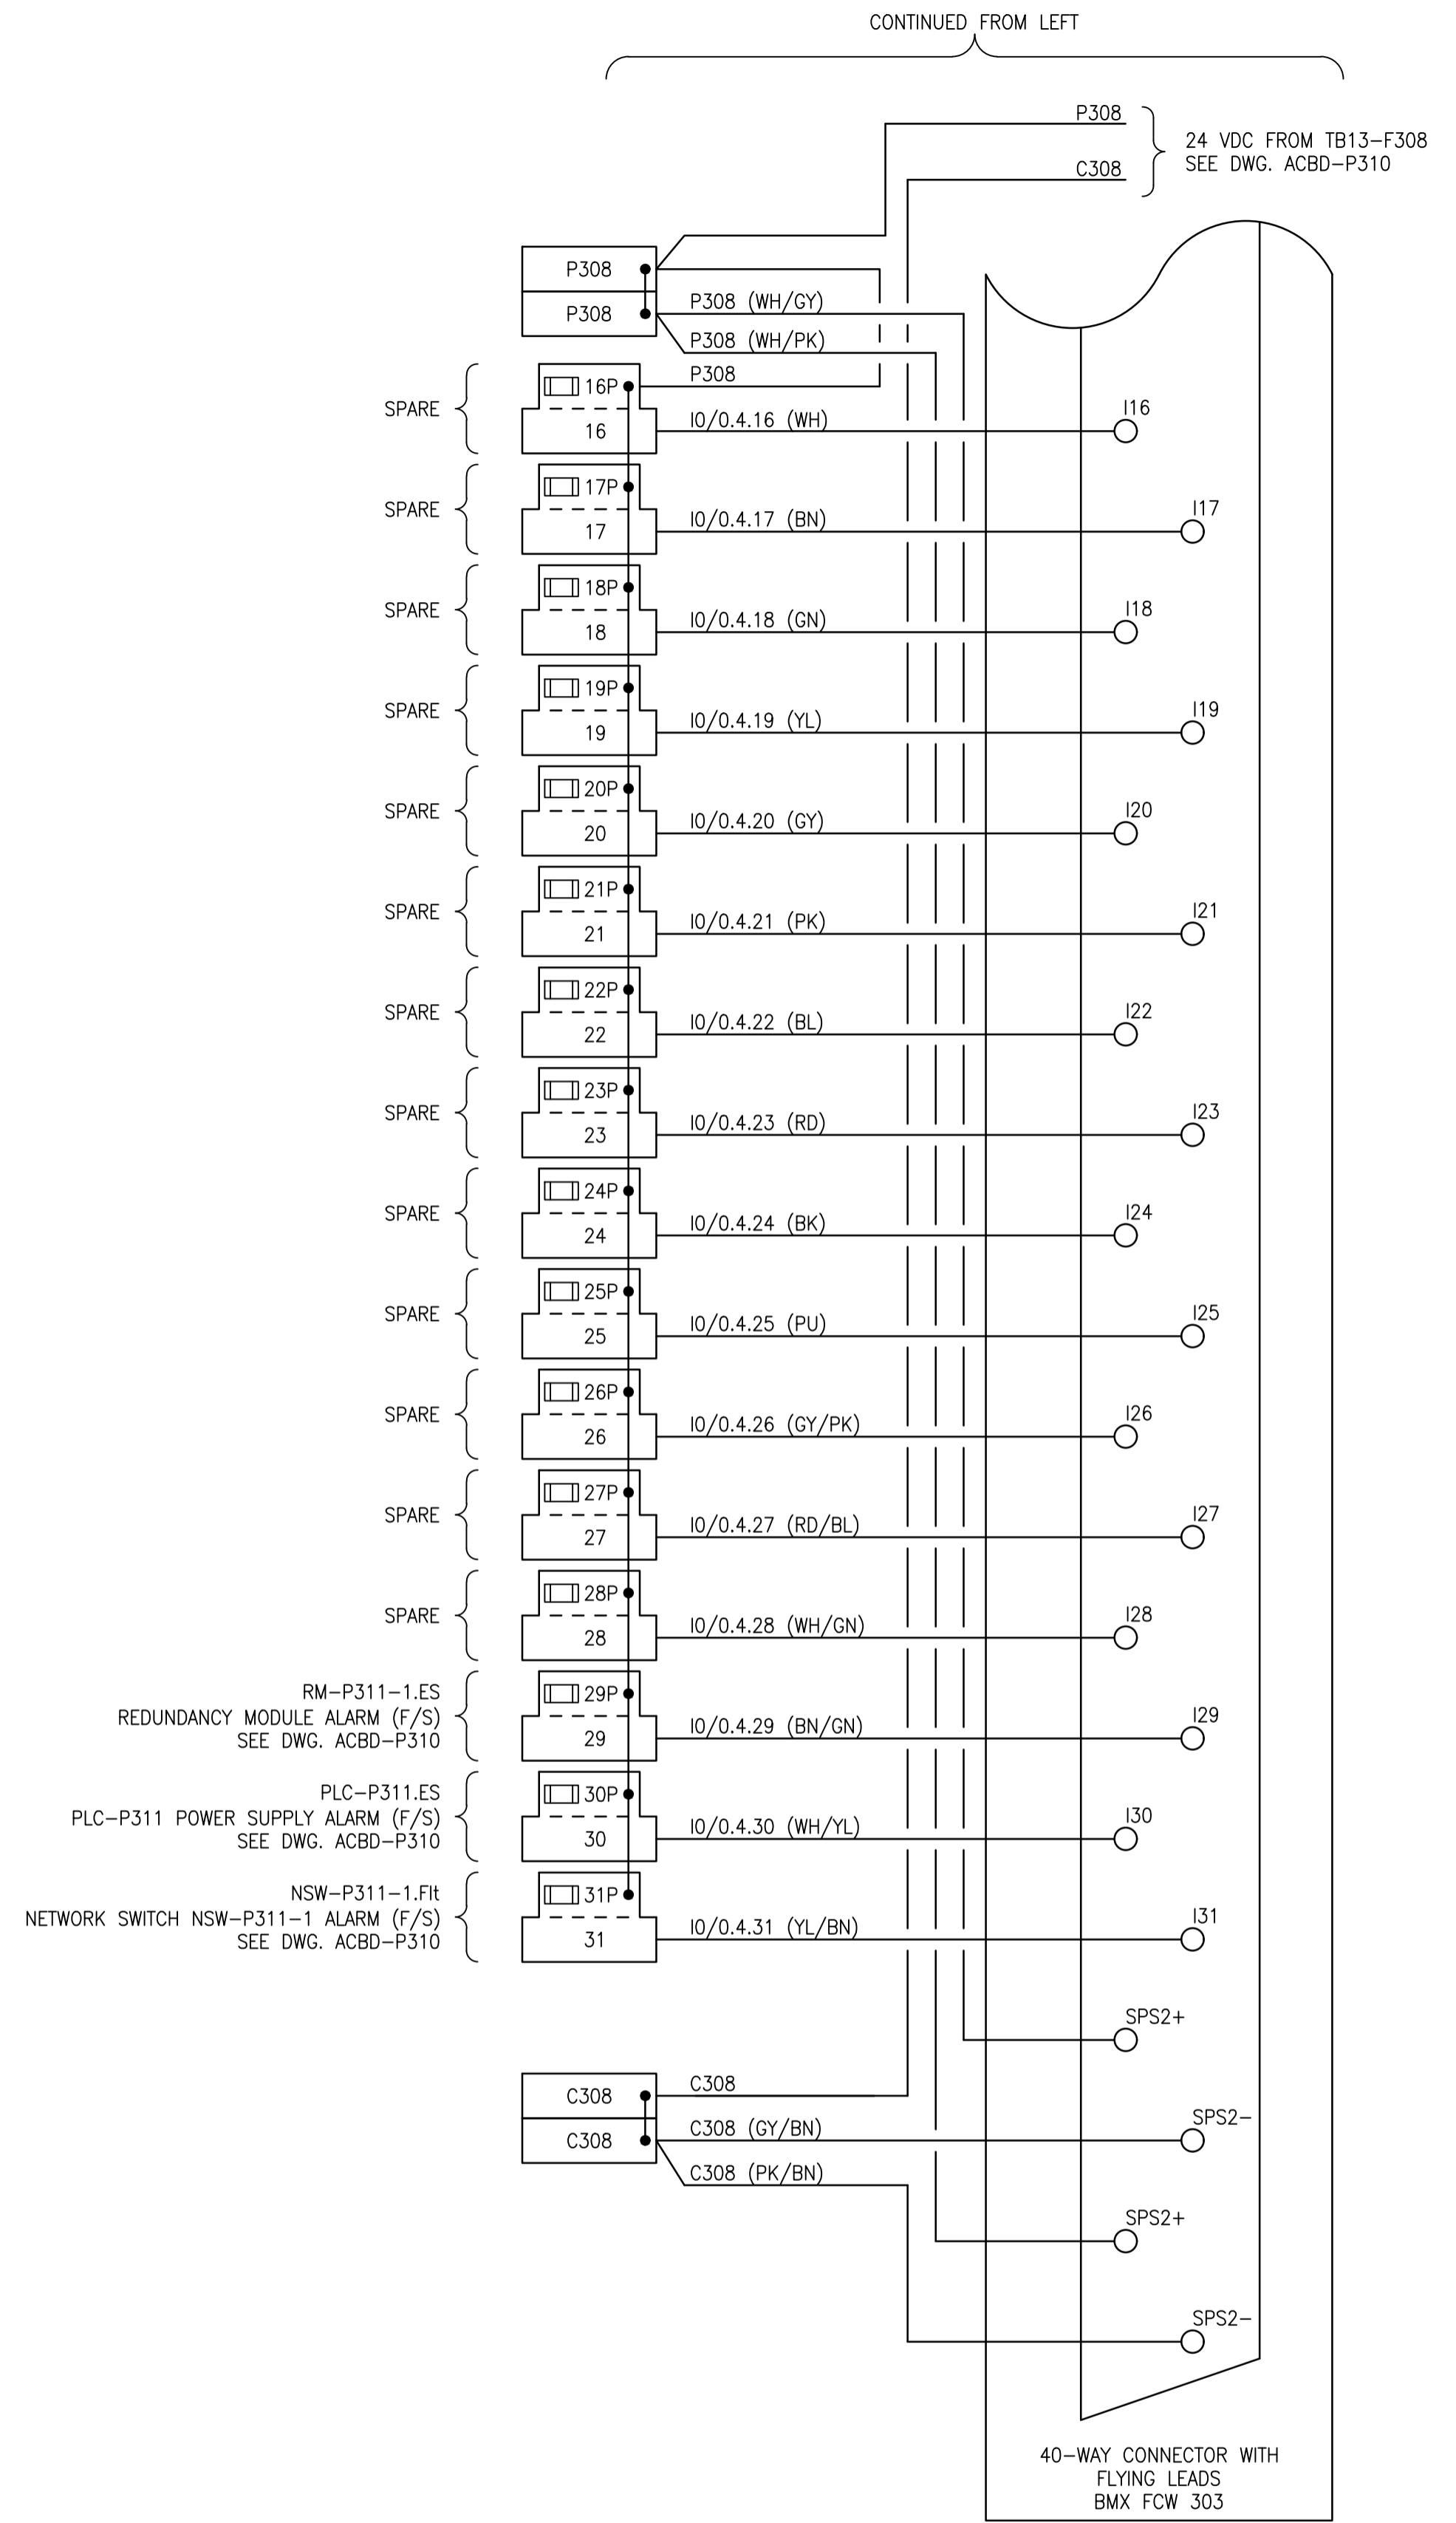 CONTINUED FROM LEFT
P308
24 VDC FROM TB13-F308
SEE DWG. ACBD-P310
C308
P308
P308
P308 (WH/GY)
P308 (WH/PK)
P308
SPARE
16P
16
I0/0.4.16 (WH)
I16
SPARE
17P
17
I0/0.4.17 (BN)
I17
SPARE
18P
18
I0/0.4.18 (GN)
I18
SPARE
19P
19
I0/0.4.19 (YL)
I19
SPARE
20P
20
I0/0.4.20 (GY)
I20
SPARE
21P
21
I0/0.4.21 (PK)
I21
SPARE
22P
22
I0/0.4.22 (BL)
I22
SPARE
23P
23
I0/0.4.23 (RD)
I23
SPARE
24P
24
I0/0.4.24 (BK)
I24
SPARE
25P
25
I0/0.4.25 (PU)
I25
SPARE
26P
26
I0/0.4.26 (GY/PK)
I26
SPARE
27P
27
I0/0.4.27 (RD/BL)
I27
SPARE
28P
28
I0/0.4.28 (WH/GN)
I28
RM-P311-1.ES
REDUNDANCY MODULE ALARM (F/S)
SEE DWG. ACBD-P310
29P
29
I0/0.4.29 (BN/GN)
I29
PLC-P311.ES
PLC-P311 POWER SUPPLY ALARM (F/S)
SEE DWG. ACBD-P310
30P
30
I0/0.4.30 (WH/YL)
I30
NSW-P311-1.Flt
NETWORK SWITCH NSW-P311-1 ALARM (F/S)
SEE DWG. ACBD-P310
31P
31
I0/0.4.31 (YL/BN)
I31
SPS2+
C308
C308
C308
C308 (GY/BN)
SPS2-
C308 (PK/BN)
SPS2+
SPS2-
40-WAY CONNECTOR WITH
FLYING LEADS
BMX FCW 303